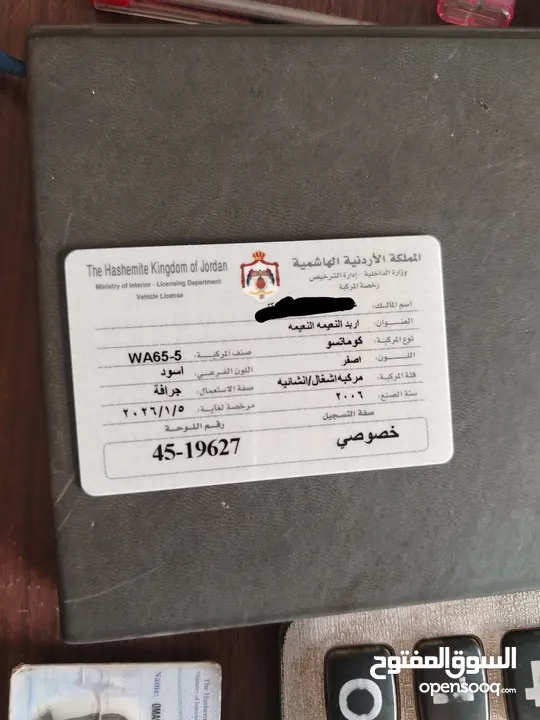 The Hashemite Kingdom of Jordan
Ministry of Interior - Licensing Department
Vehicle License
المملكة الأردنية الهاشمية
وزارة الداخلية - إدارة الترخيص
رخصة المركبة
اسم المالك:
العنوان: اربد النعيمه النعيمه
نوع المركبة: كوماتسو صنف المركبة: WA65-5
اللون: اصفر اللون الفرعي: اسود
فئة المركبة: مركبه اشغال/انشائيه صفة الاستعمال: جرافة
سنة الصنع: ٢٠٠٦ مرخصة لغاية: ٢٠٢٦/١/٥
صفة التسجيل رقم اللوحة
خصوصي 45-19627
السوق المفتوح
opensooq.com
Name: